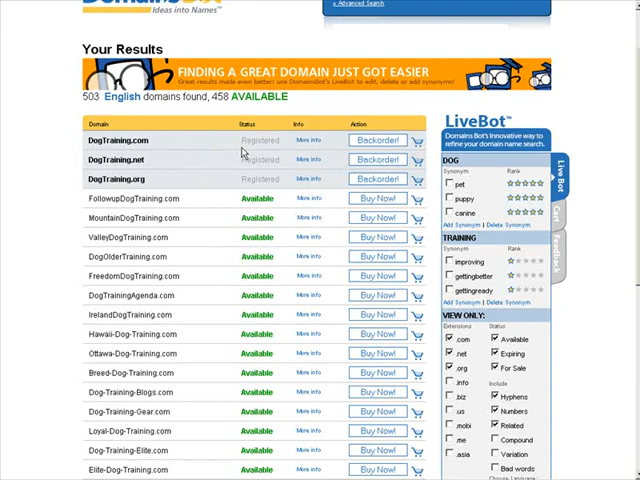 DomainsBot
Ideas into Names™
» Advanced Search
Your Results
FINDING A GREAT DOMAIN JUST GOT EASIER
Great results made even better: use DomainsBot's LiveBot to edit, delete or add synonyms!
503 English domains found, 458 AVAILABLE
Domain Status Info Action
DogTraining.com Registered More info Backorder!
DogTraining.net Registered More info Backorder!
DogTraining.org Registered More info Backorder!
FollowupDogTraining.com Available More info Buy Now!
MountainDogTraining.com Available More info Buy Now!
ValleyDogTraining.com Available More info Buy Now!
DogOlderTraining.com Available More info Buy Now!
FreedomDogTraining.com Available More info Buy Now!
DogTrainingAgenda.com Available More info Buy Now!
IrelandDogTraining.com Available More info Buy Now!
Hawaii-Dog-Training.com Available More info Buy Now!
Ottawa-Dog-Training.com Available More info Buy Now!
Breed-Dog-Training.com Available More info Buy Now!
Dog-Training-Blogs.com Available More info Buy Now!
Dog-Training-Gear.com Available More info Buy Now!
Loyal-Dog-Training.com Available More info Buy Now!
Dog-Training-Elite.com Available More info Buy Now!
Elite-Dog-Training.com Available More info Buy Now!
LiveBot™
Domains Bot's Innovative way to
refine your domain name search.
DOG
Synonym Rank
pet
puppy
canine
Add Synonym | Delete Synonym
TRAINING
Synonym Rank
improving
gettingbetter
gettingready
Add Synonym | Delete Synonym
VIEW ONLY:
Extensions Status
.com Available
.net Expiring
.org For Sale
.info Include
.biz Hyphens
.us Numbers
.mobi Related
.me Compound
.asia Variation
Bad words
Choose Language:
Live Bot
Cart
Feedback